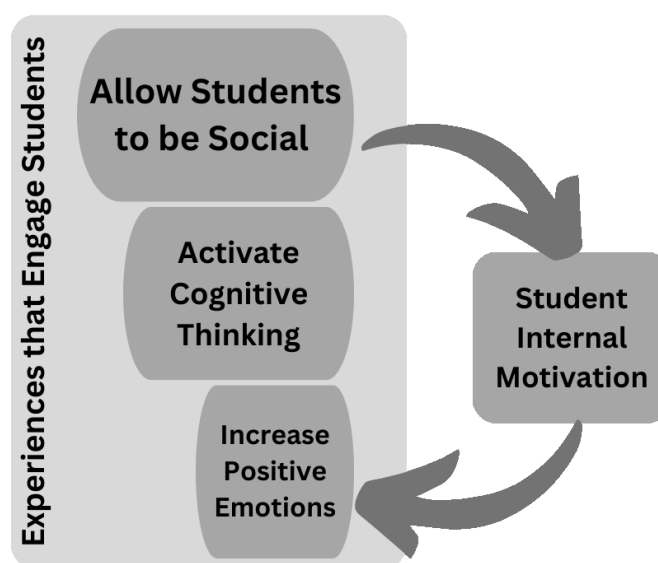 Experiences that Engage Students
Allow Students
to be Social
Activate
Cognitive
Thinking
Increase
Positive
Emotions
Student
Internal
Motivation